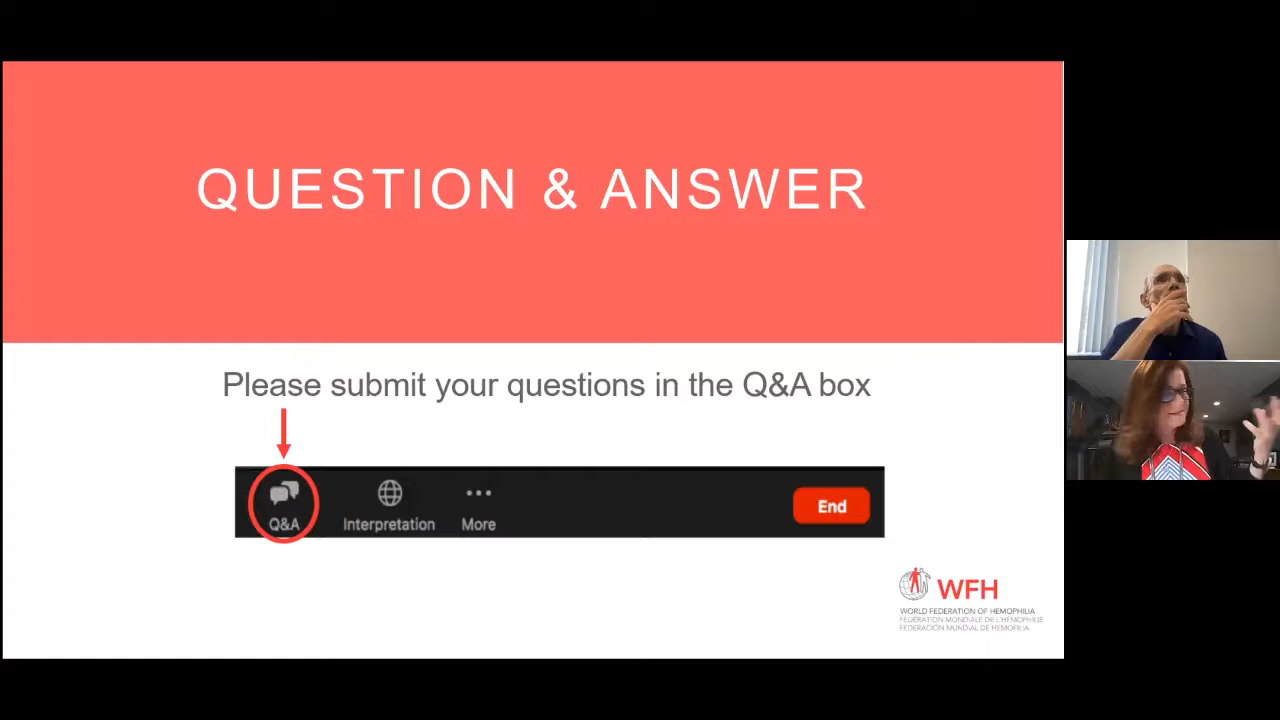 QUESTION & ANSWER
Please submit your questions in the Q&A box
Q&A
Interpretation
More
End
WFH
WORLD FEDERATION OF HEMOPHILIA
FÉDÉRATION MONDIALE DE L'HÉMOPHILIE
FEDERACIÓN MUNDIAL DE HEMOFILIA